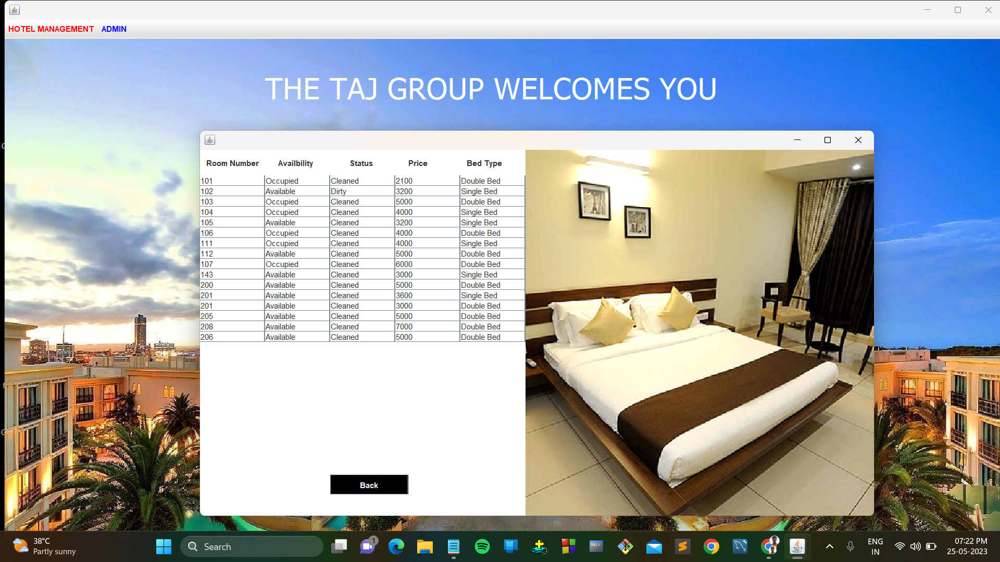 HOTEL MANAGEMENT ADMIN
THE TAJ GROUP WELCOMES YOU
Room Number Availbility Status Price Bed Type
101 Occupied Cleaned 2100 Double Bed
102 Available Dirty 3200 Single Bed
103 Occupied Cleaned 5000 Double Bed
104 Occupied Cleaned 4000 Single Bed
105 Available Cleaned 3200 Single Bed
106 Occupied Cleaned 4000 Double Bed
111 Occupied Cleaned 4000 Single Bed
112 Available Cleaned 5000 Double Bed
107 Occupied Cleaned 6000 Double Bed
143 Available Cleaned 3000 Single Bed
200 Available Cleaned 5000 Double Bed
201 Available Cleaned 3600 Single Bed
201 Available Cleaned 3000 Double Bed
205 Available Cleaned 5000 Double Bed
208 Available Cleaned 7000 Double Bed
206 Available Cleaned 5000 Double Bed
Back
38°C
Partly sunny
Search
1
SQL>
ENG
IN
07:22 PM
25-05-2023